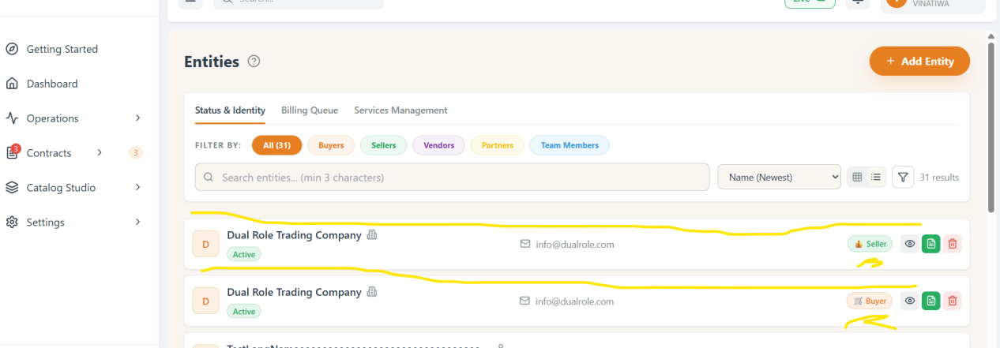 Search...
VINATIWA
Getting Started
Dashboard
Operations
3
Contracts
3
Catalog Studio
Settings
Entities ?
+ Add Entity
Status & Identity Billing Queue Services Management
FILTER BY: All (31) Buyers Sellers Vendors Partners Team Members
Search entities... (min 3 characters) Name (Newest) 31 results
D Dual Role Trading Company info@dualrole.com Seller
Active
D Dual Role Trading Company info@dualrole.com Buyer
Active